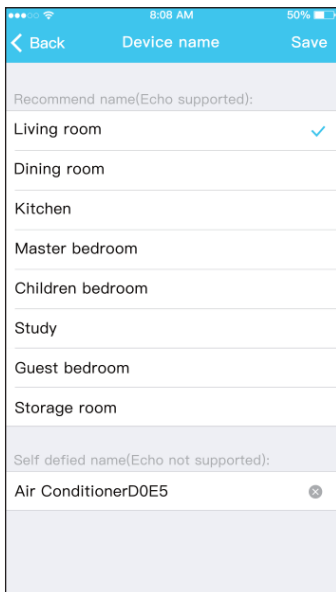 8:08 AM 50%
Back Device name Save
Recommend name(Echo supported):
Living room
Dining room
Kitchen
Master bedroom
Children bedroom
Study
Guest bedroom
Storage room
Self defied name(Echo not supported):
Air ConditionerD0E5